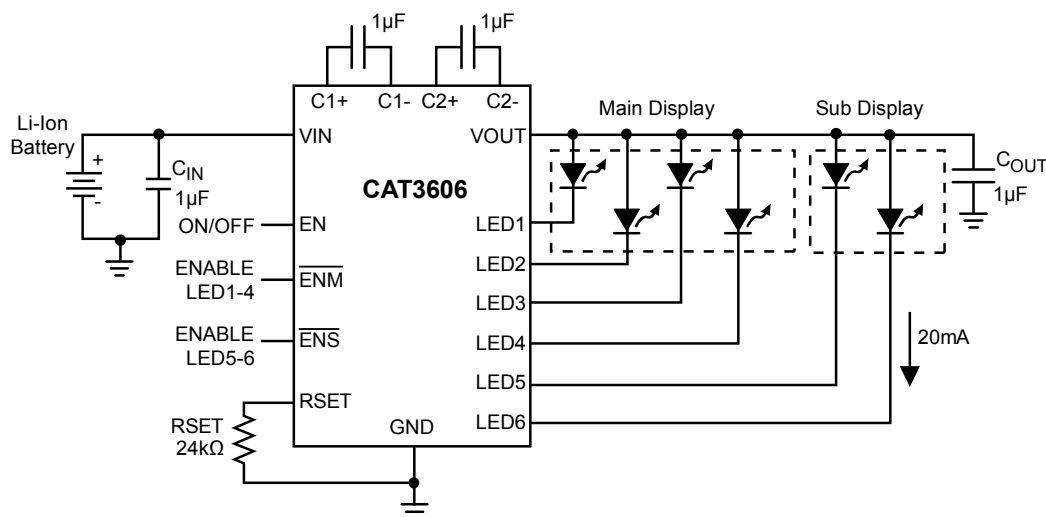 1μF
1μF
C1+
C1-
C2+
C2-
Main Display
Sub Display
Li-Ion
Battery
+
-
CIN
1μF
VIN
VOUT
CAT3606
COUT
1μF
ON/OFF
EN
LED1
ENABLE
LED1-4
ENM
LED2
LED3
ENABLE
LED5-6
ENS
LED4
20mA
LED5
RSET
RSET
24kΩ
GND
LED6